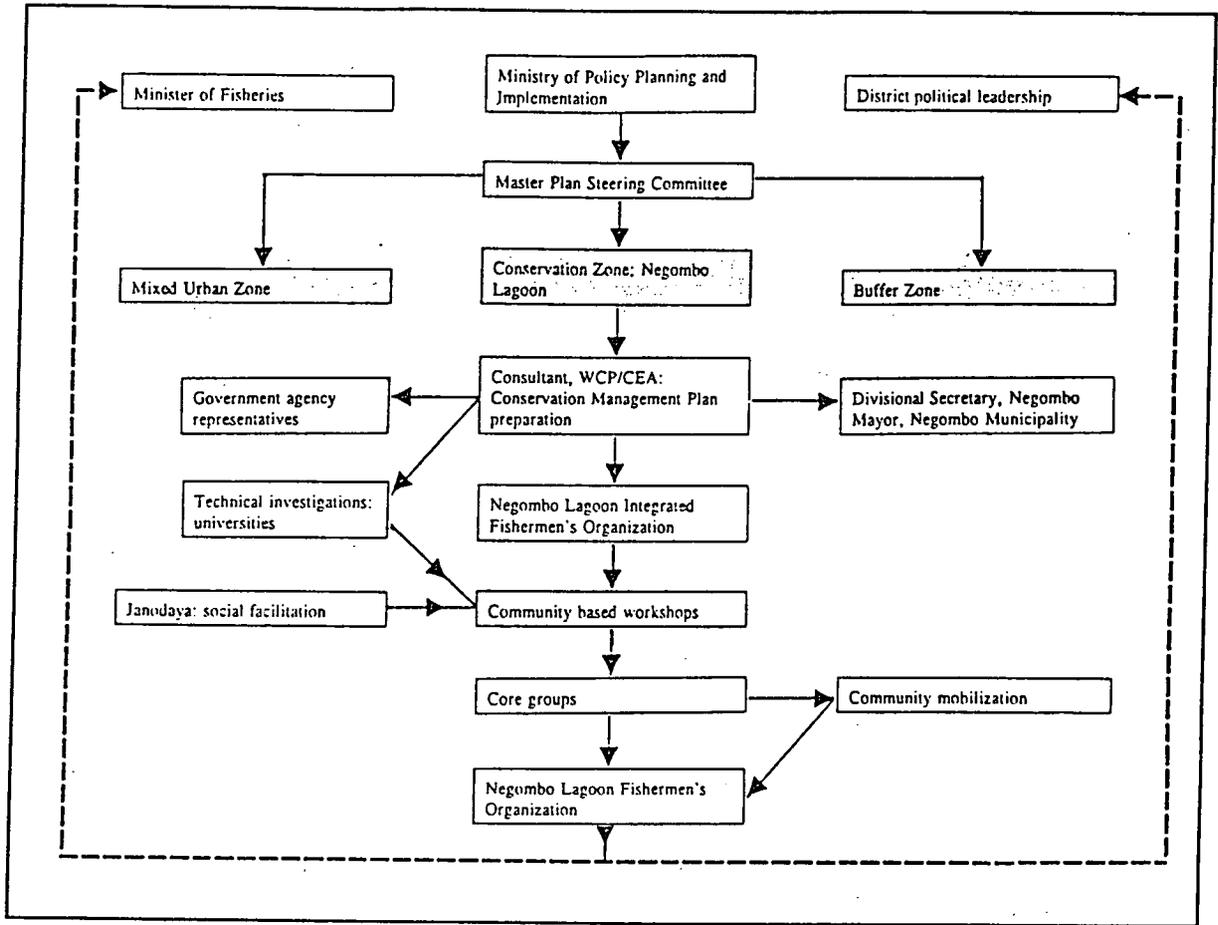 Minister of Fisheries
Ministry of Policy Planning and
Implementation
District political leadership
Master Plan Steering Committee
Mixed Urban Zone
Conservation Zone: Negombo
Lagoon
Buffer Zone
Government agency
representatives
Consultant, WCP/CEA:
Conservation Management Plan
preparation
Divisional Secretary, Negombo
Mayor, Negombo Municipality
Technical investigations:
universities
Negombo Lagoon Integrated
Fishermen's Organization
Janodaya: social facilitation
Community based workshops
Core groups
Community mobilization
Negombo Lagoon Fishermen's
Organization